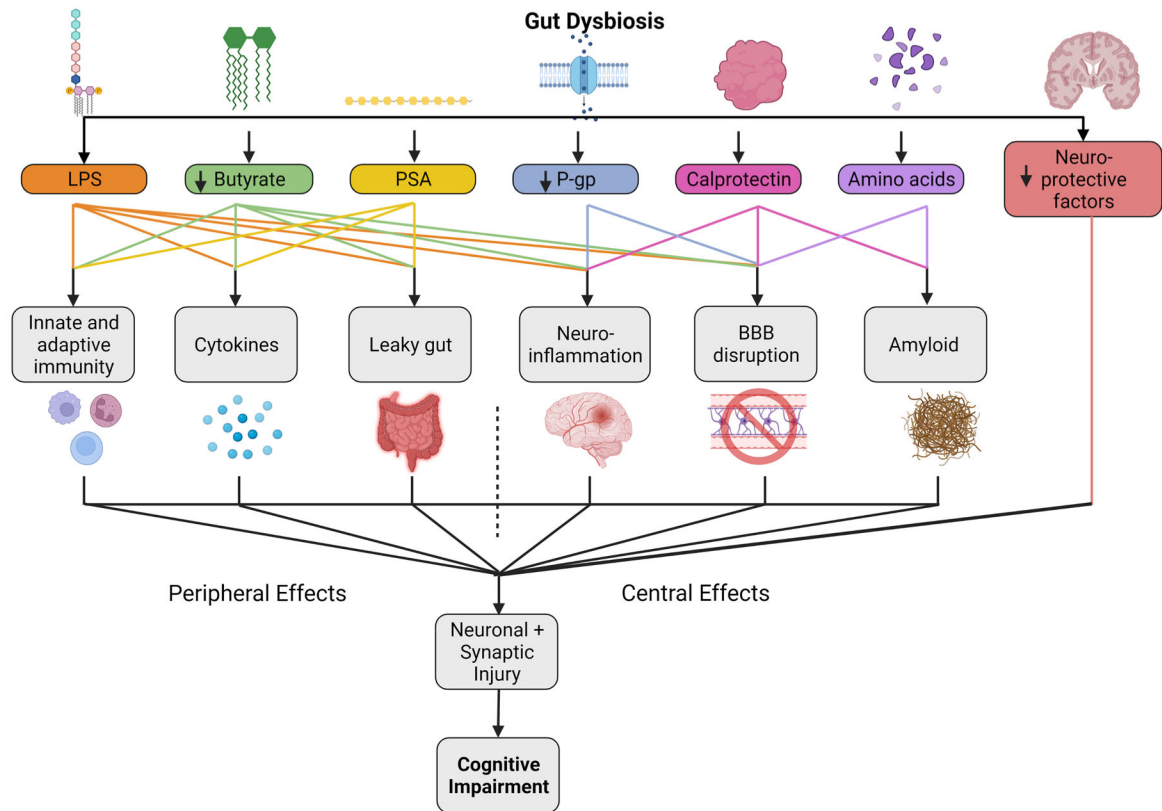 Gut Dysbiosis
P
P
LPS
Butyrate
PSA
P-gp
Calprotectin
Amino acids
Neuro-
protective
factors
Innate and
adaptive
immunity
Cytokines
Leaky gut
Neuro-
inflammation
BBB
disruption
Amyloid
Peripheral Effects
Central Effects
Neuronal +
Synaptic
Injury
Cognitive
Impairment